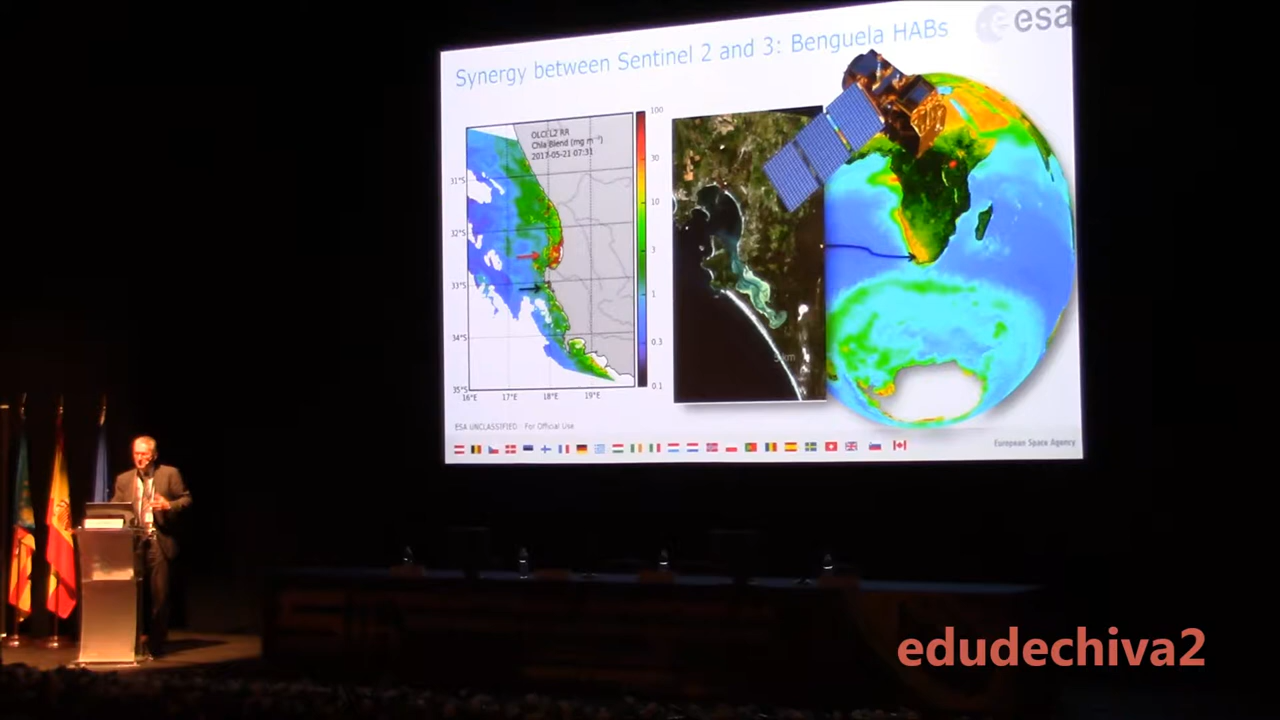 esa
Synergy between Sentinel 2 and 3: Benguela HABs
OLCI L2 RR
Chla Blend (mg m⁻³)
2017-05-21 07:31
100
30
10
3
1
0.3
0.1
31°S
32°S
33°S
34°S
35°S
16°E 17°E 18°E 19°E
5 km
ESA UNCLASSIFIED - For Official Use
European Space Agency
edudechiva2